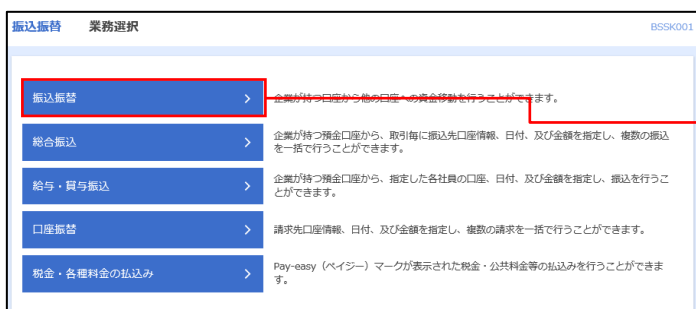 振込振替 業務選択 BSSK001
振込振替 企業が持つ口座から他の口座への資金移動を行うことができます。
総合振込 企業が持つ預金口座から、取引毎に振込先口座情報、日付、及び金額を指定し、複数の振込
を一括で行うことができます。
給与・賞与振込 企業が持つ預金口座から、指定した各社員の口座、日付、及び金額を指定し、振込を行うこ
とができます。
口座振替 請求先口座情報、日付、及び金額を指定し、複数の請求を一括で行うことができます。
税金・各種料金の払込み Pay-easy（ペイジー）マークが表示された税金・公共料金等の払込みを行うことができま
す。